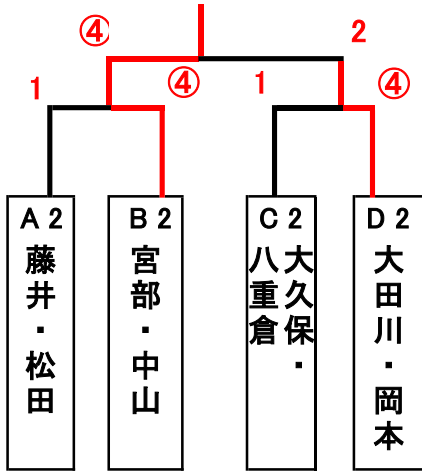 ④ 2
1 ④ 1 ④
A2
藤井・松田
B2
宮部・中山
C2
大久保・
八重倉
D2
大田川・岡本